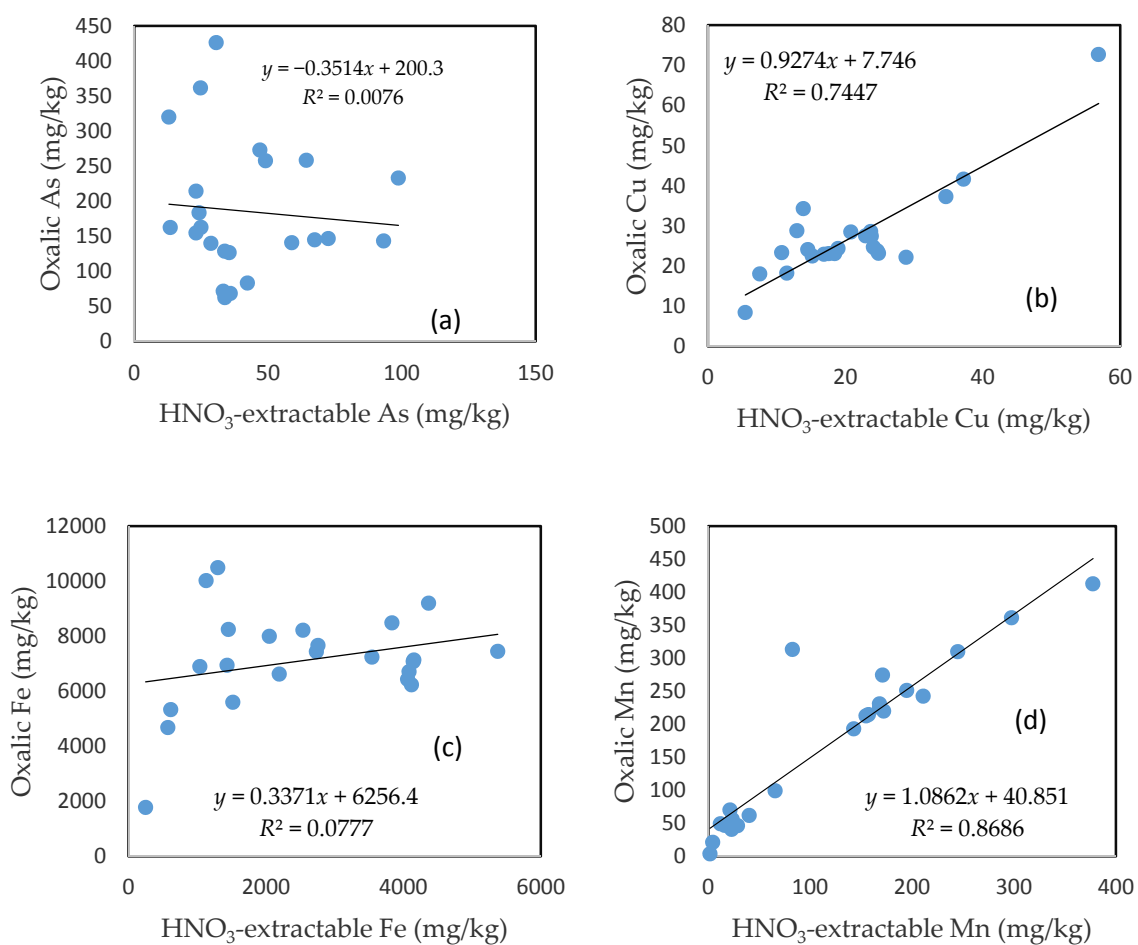 Oxalic As (mg/kg)
450
400
350
300
250
200
150
100
50
0
y = −0.3514x + 200.3
R² = 0.0076
(a)
0 50 100 150
HNO₃-extractable As (mg/kg)
Oxalic Cu (mg/kg)
80
70
60
50
40
30
20
10
0
y = 0.9274x + 7.746
R² = 0.7447
(b)
0 20 40 60
HNO₃-extractable Cu (mg/kg)
Oxalic Fe (mg/kg)
12000
10000
8000
6000
4000
2000
0
(c)
y = 0.3371x + 6256.4
R² = 0.0777
0 2000 4000 6000
HNO₃-extractable Fe (mg/kg)
Oxalic Mn (mg/kg)
500
450
400
350
300
250
200
150
100
50
0
(d)
y = 1.0862x + 40.851
R² = 0.8686
0 100 200 300 400
HNO₃-extractable Mn (mg/kg)